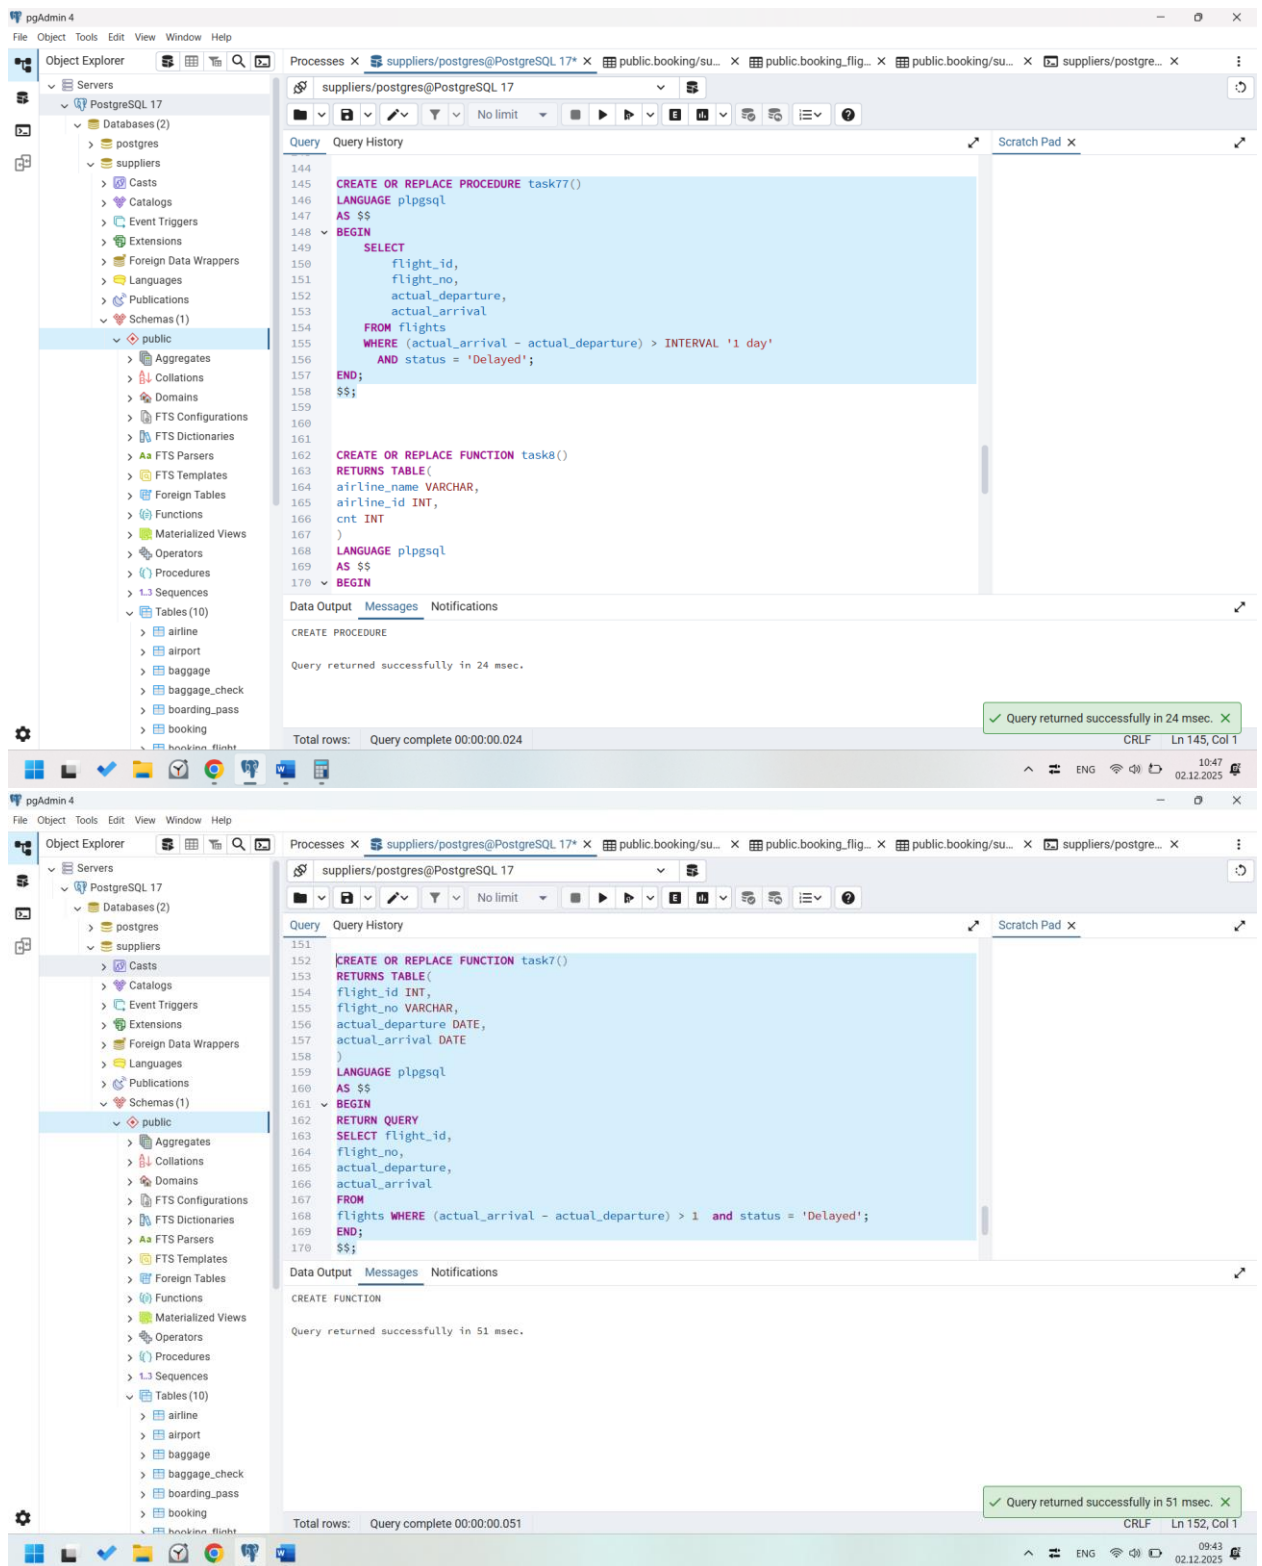 pgAdmin 4
File Object Tools Edit View Window Help
Object Explorer
Processes
suppliers/postgres@PostgreSQL 17*
public.booking/su...
public.booking_flig...
public.booking/su...
suppliers/postgre...
Servers
PostgreSQL 17
Databases (2)
postgres
suppliers
Casts
Catalogs
Event Triggers
Extensions
Foreign Data Wrappers
Languages
Publications
Schemas (1)
public
Aggregates
Collations
Domains
FTS Configurations
FTS Dictionaries
Aa FTS Parsers
FTS Templates
Foreign Tables
Functions
Materialized Views
Operators
Procedures
1..3 Sequences
Tables (10)
airline
airport
baggage
baggage_check
boarding_pass
booking
booking_flight
suppliers/postgres@PostgreSQL 17
No limit
Query Query History
Scratch Pad
144
145 CREATE OR REPLACE PROCEDURE task77()
146 LANGUAGE plpgsql
147 AS $$
148 BEGIN
149 SELECT
150 flight_id,
151 flight_no,
152 actual_departure,
153 actual_arrival
154 FROM flights
155 WHERE (actual_arrival - actual_departure) > INTERVAL '1 day'
156 AND status = 'Delayed';
157 END;
158 $$;
159
160
161
162 CREATE OR REPLACE FUNCTION task8()
163 RETURNS TABLE(
164 airline_name VARCHAR,
165 airline_id INT,
166 cnt INT
167 )
168 LANGUAGE plpgsql
169 AS $$
170 BEGIN
Data Output Messages Notifications
CREATE PROCEDURE
Query returned successfully in 24 msec.
Query returned successfully in 24 msec.
Total rows: Query complete 00:00:00.024
CRLF Ln 145, Col 1
ENG
10:47
02.12.2025
pgAdmin 4
File Object Tools Edit View Window Help
Object Explorer
Processes
suppliers/postgres@PostgreSQL 17*
public.booking/su...
public.booking_flig...
public.booking/su...
suppliers/postgre...
Servers
PostgreSQL 17
Databases (2)
postgres
suppliers
Casts
Catalogs
Event Triggers
Extensions
Foreign Data Wrappers
Languages
Publications
Schemas (1)
public
Aggregates
Collations
Domains
FTS Configurations
FTS Dictionaries
Aa FTS Parsers
FTS Templates
Foreign Tables
Functions
Materialized Views
Operators
Procedures
1..3 Sequences
Tables (10)
airline
airport
baggage
baggage_check
boarding_pass
booking
booking_flight
suppliers/postgres@PostgreSQL 17
No limit
Query Query History
Scratch Pad
151
152 CREATE OR REPLACE FUNCTION task7()
153 RETURNS TABLE(
154 flight_id INT,
155 flight_no VARCHAR,
156 actual_departure DATE,
157 actual_arrival DATE
158 )
159 LANGUAGE plpgsql
160 AS $$
161 BEGIN
162 RETURN QUERY
163 SELECT flight_id,
164 flight_no,
165 actual_departure,
166 actual_arrival
167 FROM
168 flights WHERE (actual_arrival - actual_departure) > 1 and status = 'Delayed';
169 END;
170 $$;
Data Output Messages Notifications
CREATE FUNCTION
Query returned successfully in 51 msec.
Query returned successfully in 51 msec.
Total rows: Query complete 00:00:00.051
CRLF Ln 152, Col 1
ENG
09:43
02.12.2025